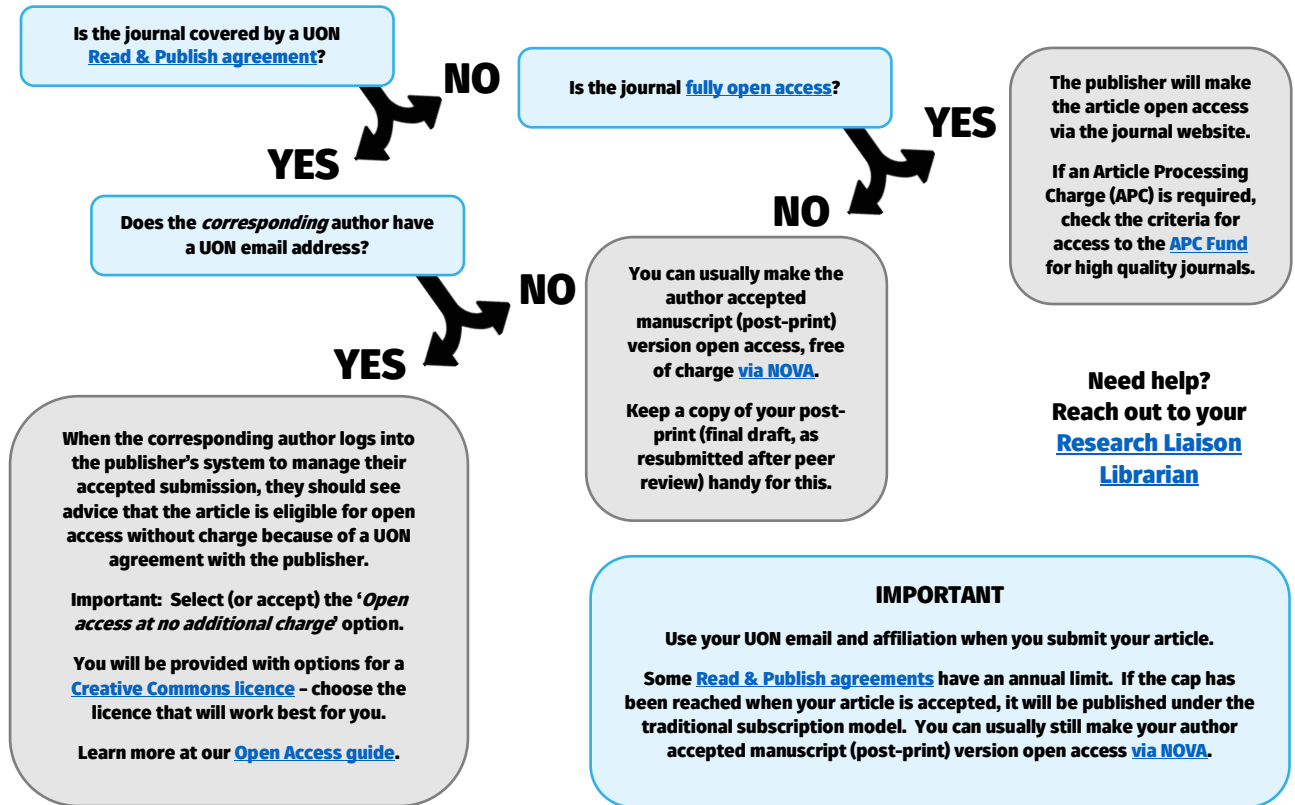 Is the journal covered by a UON
Read & Publish agreement?
NO
YES
Is the journal fully open access?
YES
NO
The publisher will make
the article open access
via the journal website.
If an Article Processing
Charge (APC) is required,
check the criteria for
access to the APC Fund
for high quality journals.
Does the corresponding author have
a UON email address?
NO
YES
You can usually make the
author accepted
manuscript (post-print)
version open access, free
of charge via NOVA.
Keep a copy of your post-
print (final draft, as
resubmitted after peer
review) handy for this.
Need help?
Reach out to your
Research Liaison
Librarian
When the corresponding author logs into
the publisher’s system to manage their
accepted submission, they should see
advice that the article is eligible for open
access without charge because of a UON
agreement with the publisher.
Important:  Select (or accept) the ‘Open
access at no additional charge’ option.
You will be provided with options for a
Creative Commons licence – choose the
licence that will work best for you.
Learn more at our Open Access guide.
IMPORTANT
Use your UON email and affiliation when you submit your article.
Some Read & Publish agreements have an annual limit.  If the cap has
been reached when your article is accepted, it will be published under the
traditional subscription model.  You can usually still make your author
accepted manuscript (post-print) version open access via NOVA.